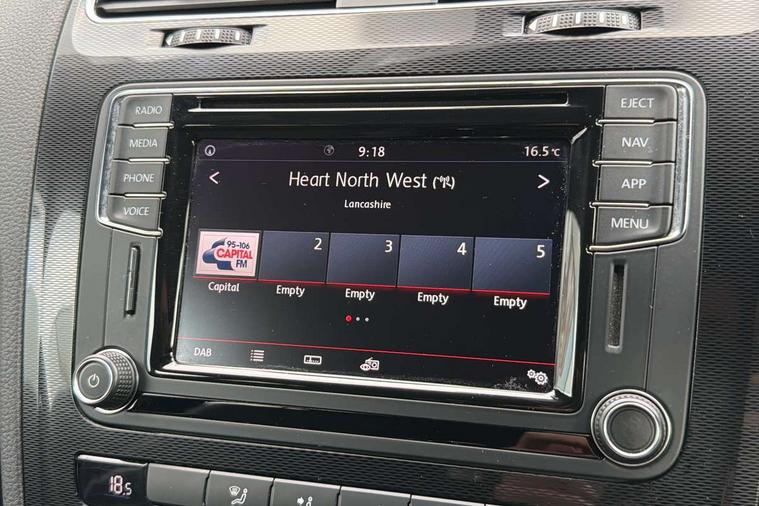 RADIO
MEDIA
PHONE
VOICE
EJECT
NAV
APP
MENU
9:18
16.5°C
< Heart North West >
Lancashire
95-106
CAPITAL
FM
2
3
4
5
Capital
Empty
Empty
Empty
Empty
DAB
18.5